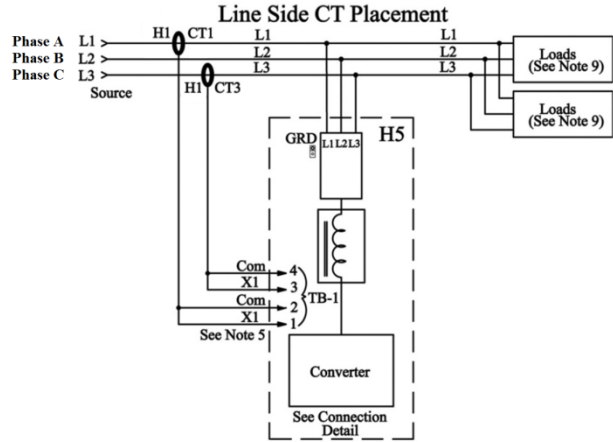 Line Side CT Placement
Phase A L1 H1 CT1 L1 L1
Phase B L2 L2 L2
Phase C L3 L3 L3
Source H1 CT3
Loads
(See Note 9)
Loads
(See Note 9)
H5
GRD L1 L2 L3
Com 4
X1 3
TB-1
Com 2
X1 1
See Note 5
Converter
See Connection
Detail